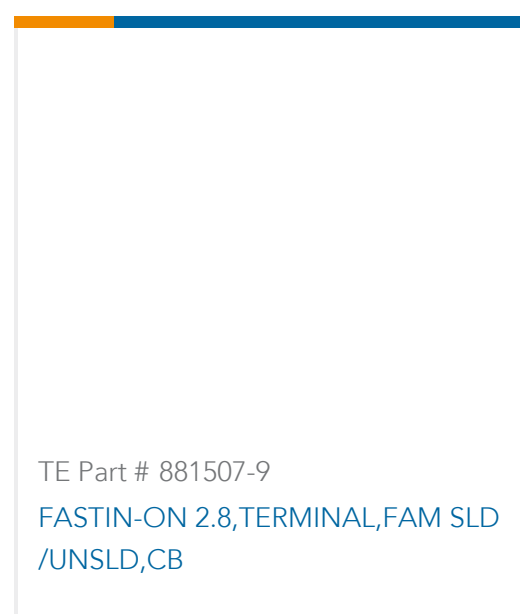 TE Part # 881507-9
FASTIN-ON 2.8,TERMINAL,FAM SLD
/UNSLD,CB